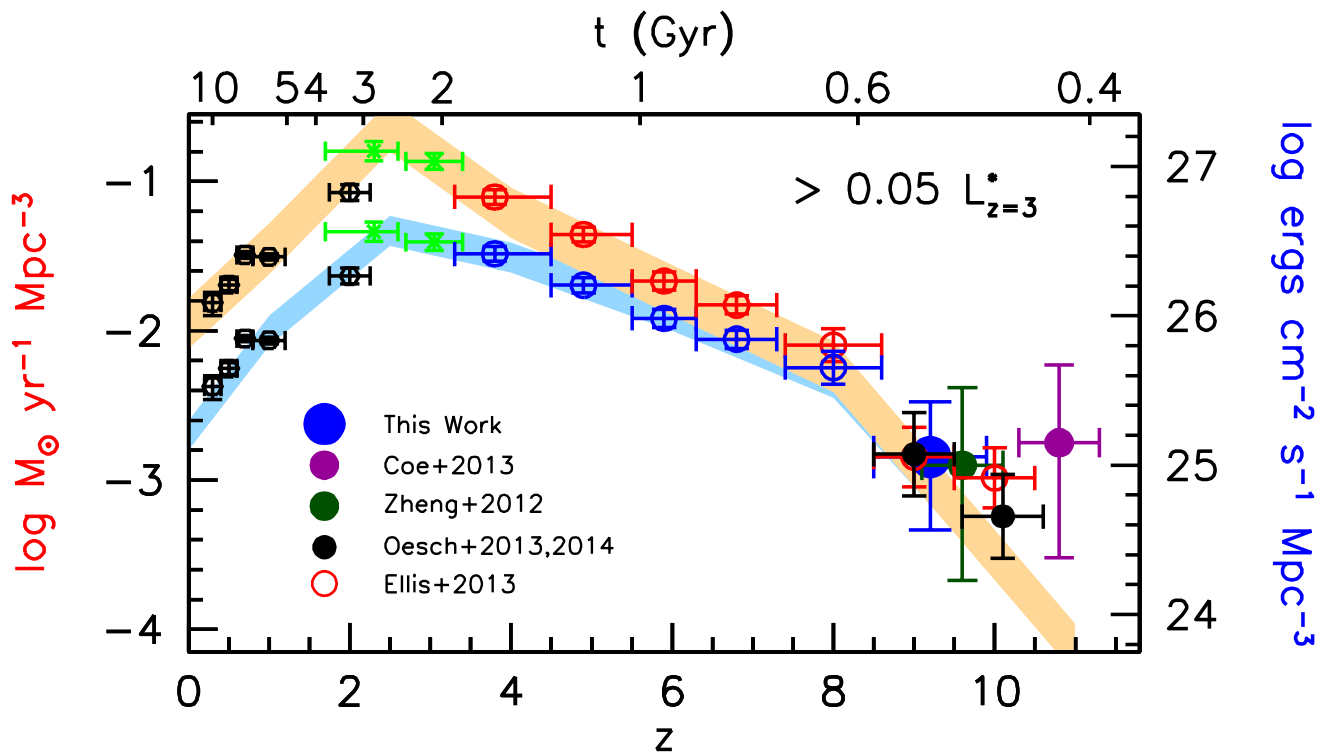 t (Gyr)
10 5 4 3 2 1 0.6 0.4
−1
−2
−3
−4
log M☉ yr⁻¹ Mpc⁻³
27
26
25
24
log ergs cm⁻² s⁻¹ Mpc⁻³
> 0.05 L*z=3
This Work
Coe+2013
Zheng+2012
Oesch+2013,2014
Ellis+2013
0 2 4 6 8 10
z